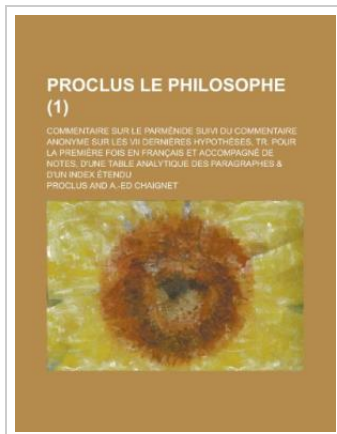 PROCLUS LE PHILOSOPHE
(1)
COMMENTAIRE SUR LE PARMÉNIDE SUIVI DU COMMENTAIRE
ANONYME SUR LES VII DERNIÈRES HYPOTHÈSES, TR. POUR
LA PREMIÈRE FOIS EN FRANÇAIS ET ACCOMPAGNÉ DE
NOTES, D'UNE TABLE ANALYTIQUE DES PARAGRAPHES &
D'UN INDEX ÉTENDU
PROCLUS AND A.-ED CHAIGNET